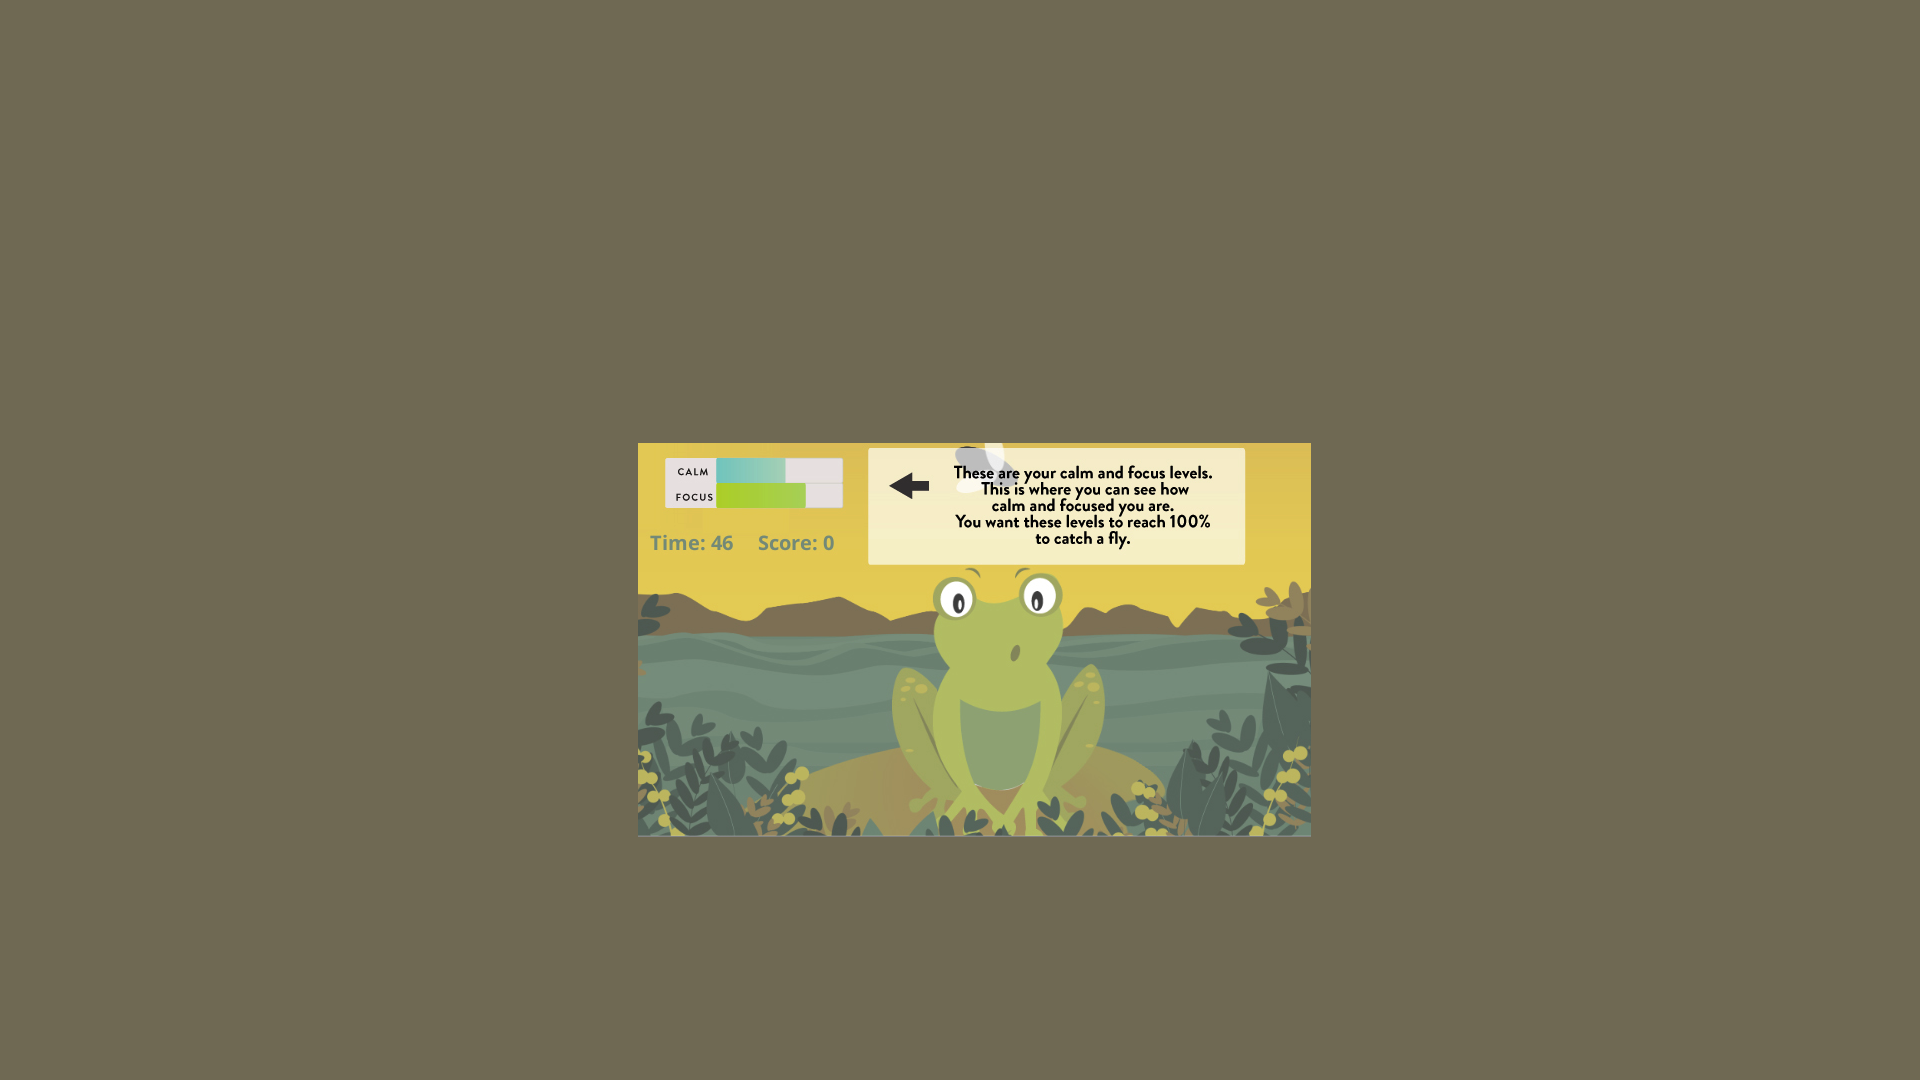 CALM
FOCUS
Time: 46 Score: 0
These are your calm and focus levels.
This is where you can see how
calm and focused you are.
You want these levels to reach 100%
to catch a fly.